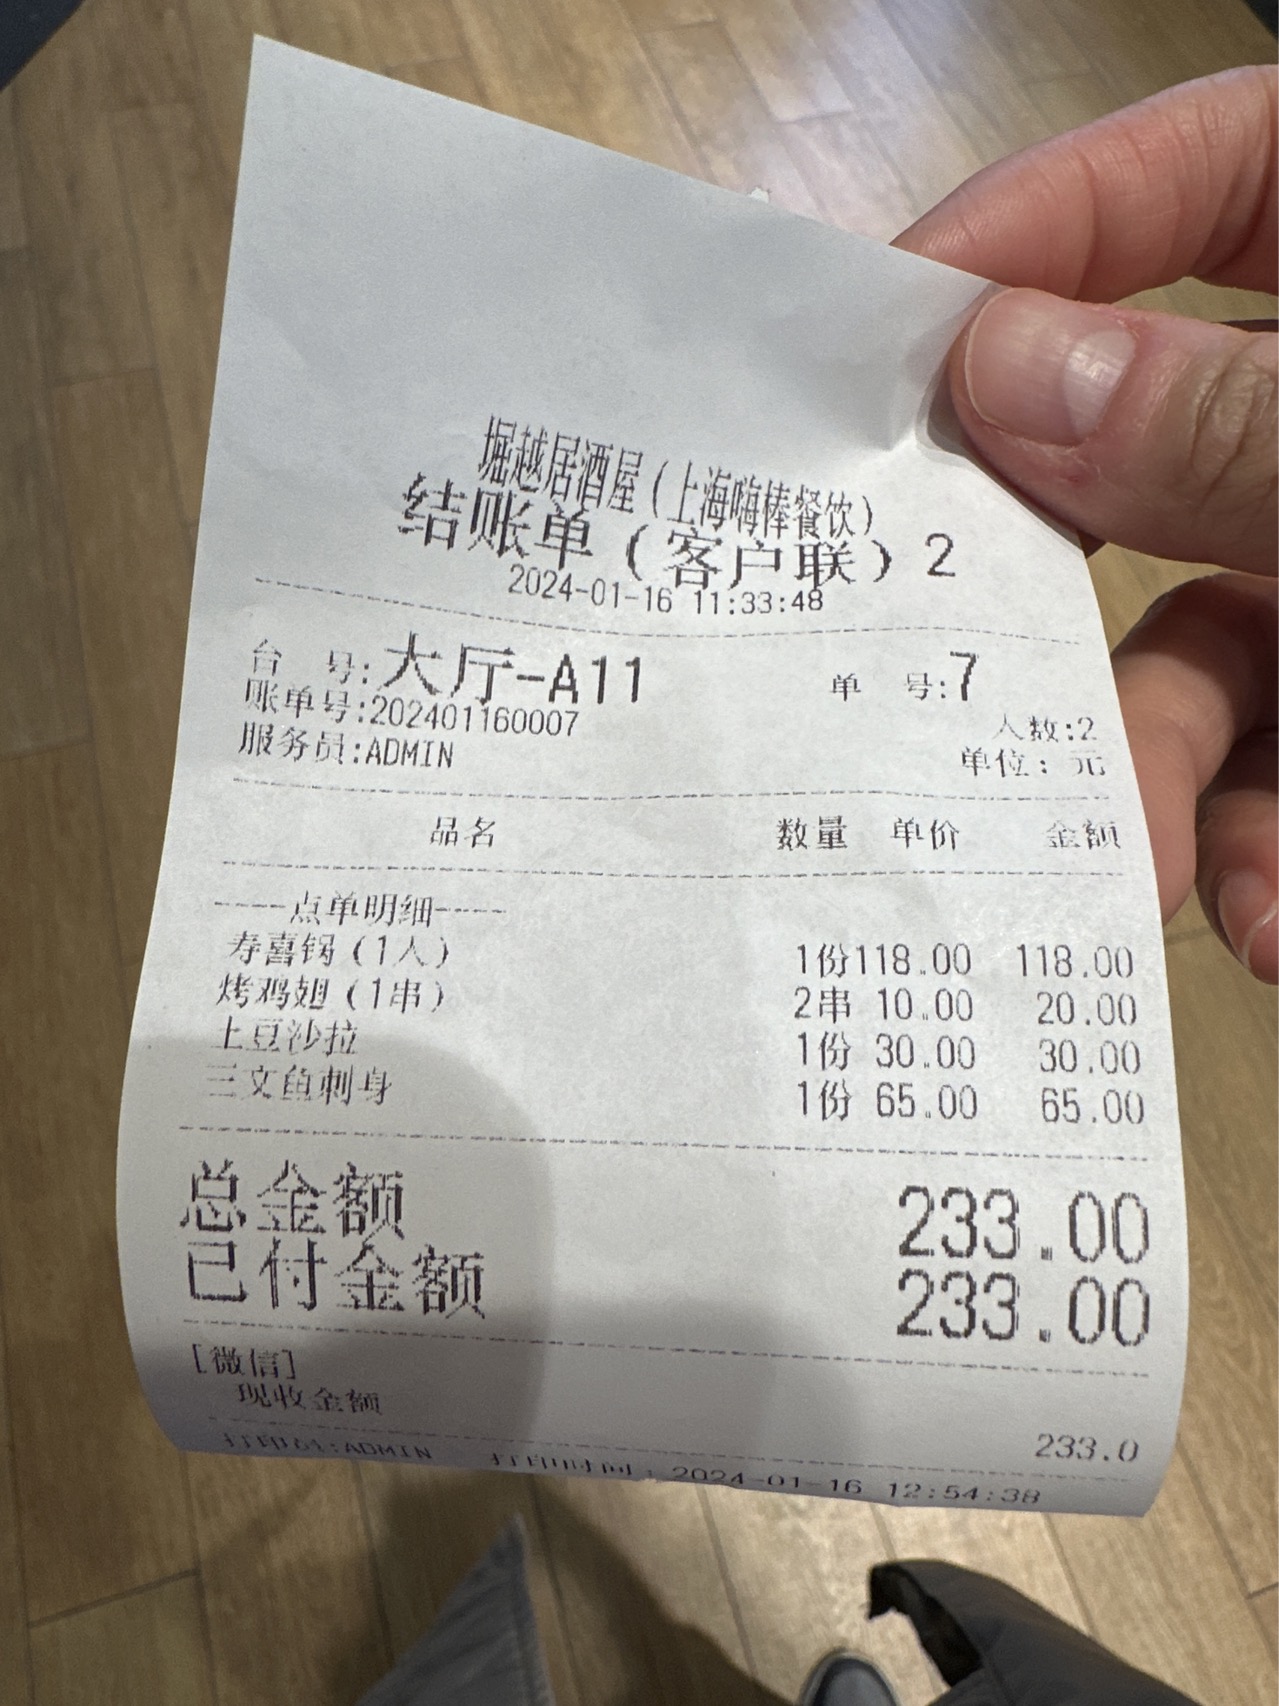 堀越居酒屋(上海嗨棒餐饮)
结账单(客户联)2
2024-01-16 11:33:48
台 号:大厅-A11 单 号:7
账单号:202401160007 人数:2
服务员:ADMIN 单位: 元
品名 数量 单价 金额
----点单明细----
寿喜锅(1人) 1份118.00 118.00
烤鸡翅(1串) 2串 10.00 20.00
土豆沙拉 1份 30.00 30.00
三文鱼刺身 1份 65.00 65.00
总金额 233.00
已付金额 233.00
[微信]
现收金额 233.0
打印员:ADMIN 打印时间:2024-01-16 12:54:38